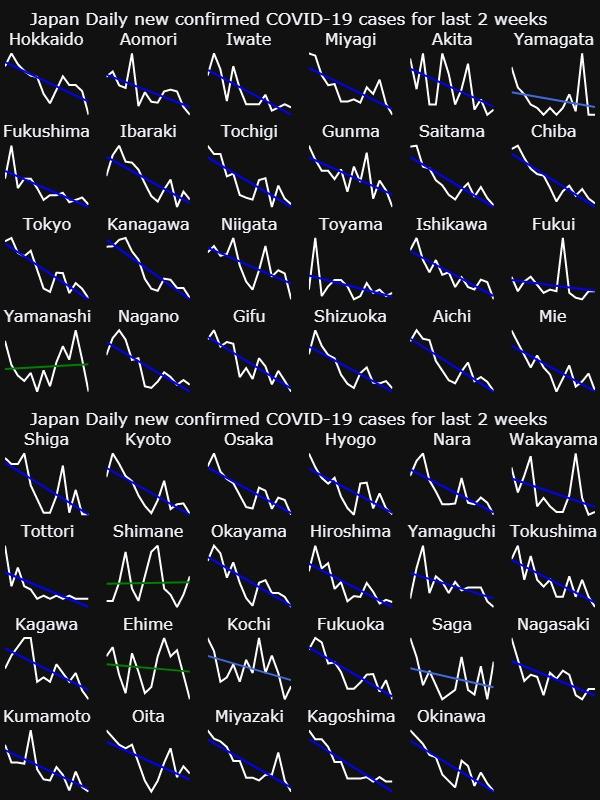 Japan Daily new confirmed COVID-19 cases for last 2 weeks
Hokkaido Aomori Iwate Miyagi Akita Yamagata
Fukushima Ibaraki Tochigi Gunma Saitama Chiba
Tokyo Kanagawa Niigata Toyama Ishikawa Fukui
Yamanashi Nagano Gifu Shizuoka Aichi Mie
Japan Daily new confirmed COVID-19 cases for last 2 weeks
Shiga Kyoto Osaka Hyogo Nara Wakayama
Tottori Shimane Okayama Hiroshima Yamaguchi Tokushima
Kagawa Ehime Kochi Fukuoka Saga Nagasaki
Kumamoto Oita Miyazaki Kagoshima Okinawa